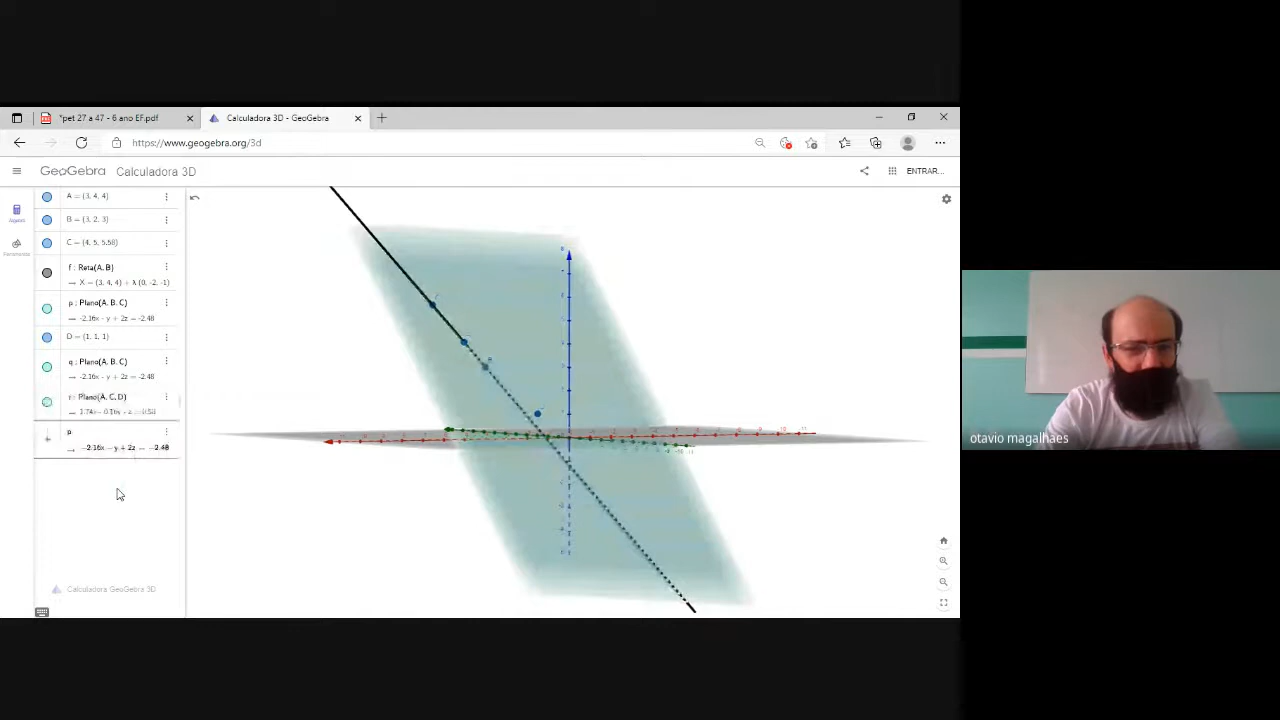 *pet 27 a 47 - 6 ano EF.pdf
Calculadora 3D - GeoGebra
https://www.geogebra.org/3d
GeoGebra Calculadora 3D
ENTRAR...
A = (3, 4, 4)
B = (3, 2, 3)
C = (4, 5, 5.58)
f : Reta(A, B)
→ X = (3, 4, 4) + λ (0, -2, -1)
p : Plano(A, B, C)
→ -2.16x - y + 2z = -2.48
D = (1, 1, 1)
q : Plano(A, B, C)
→ -2.16x - y + 2z = -2.48
r : Plano(A, C, D)
p
→ -2.16x - y + 2z = -2.48
Calculadora GeoGebra 3D
otavio magalhaes